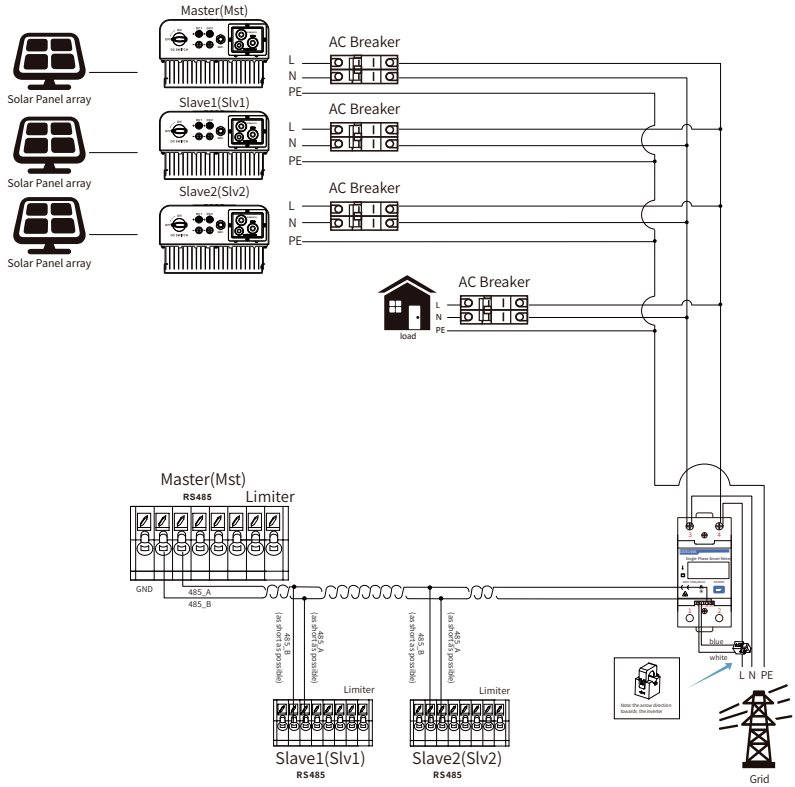 Master(Mst)
AC Breaker
L
N
PE
Solar Panel array
Slave1(Slv1)
AC Breaker
L
N
PE
Solar Panel array
Slave2(Slv2)
AC Breaker
L
N
PE
Solar Panel array
AC Breaker
L
N
PE
load
Master(Mst)
RS485
Limiter
GND
485_A
485_B
485_B
(as short as possible)
485_A
(as short as possible)
485_B
(as short as possible)
485_A
(as short as possible)
Limiter
Slave1(Slv1)
RS485
Limiter
Slave2(Slv2)
RS485
3
4
Single-Phase Smart Meter
1
2
blue
white
L N PE
Note: the arrow direction
towards the inverter
Grid